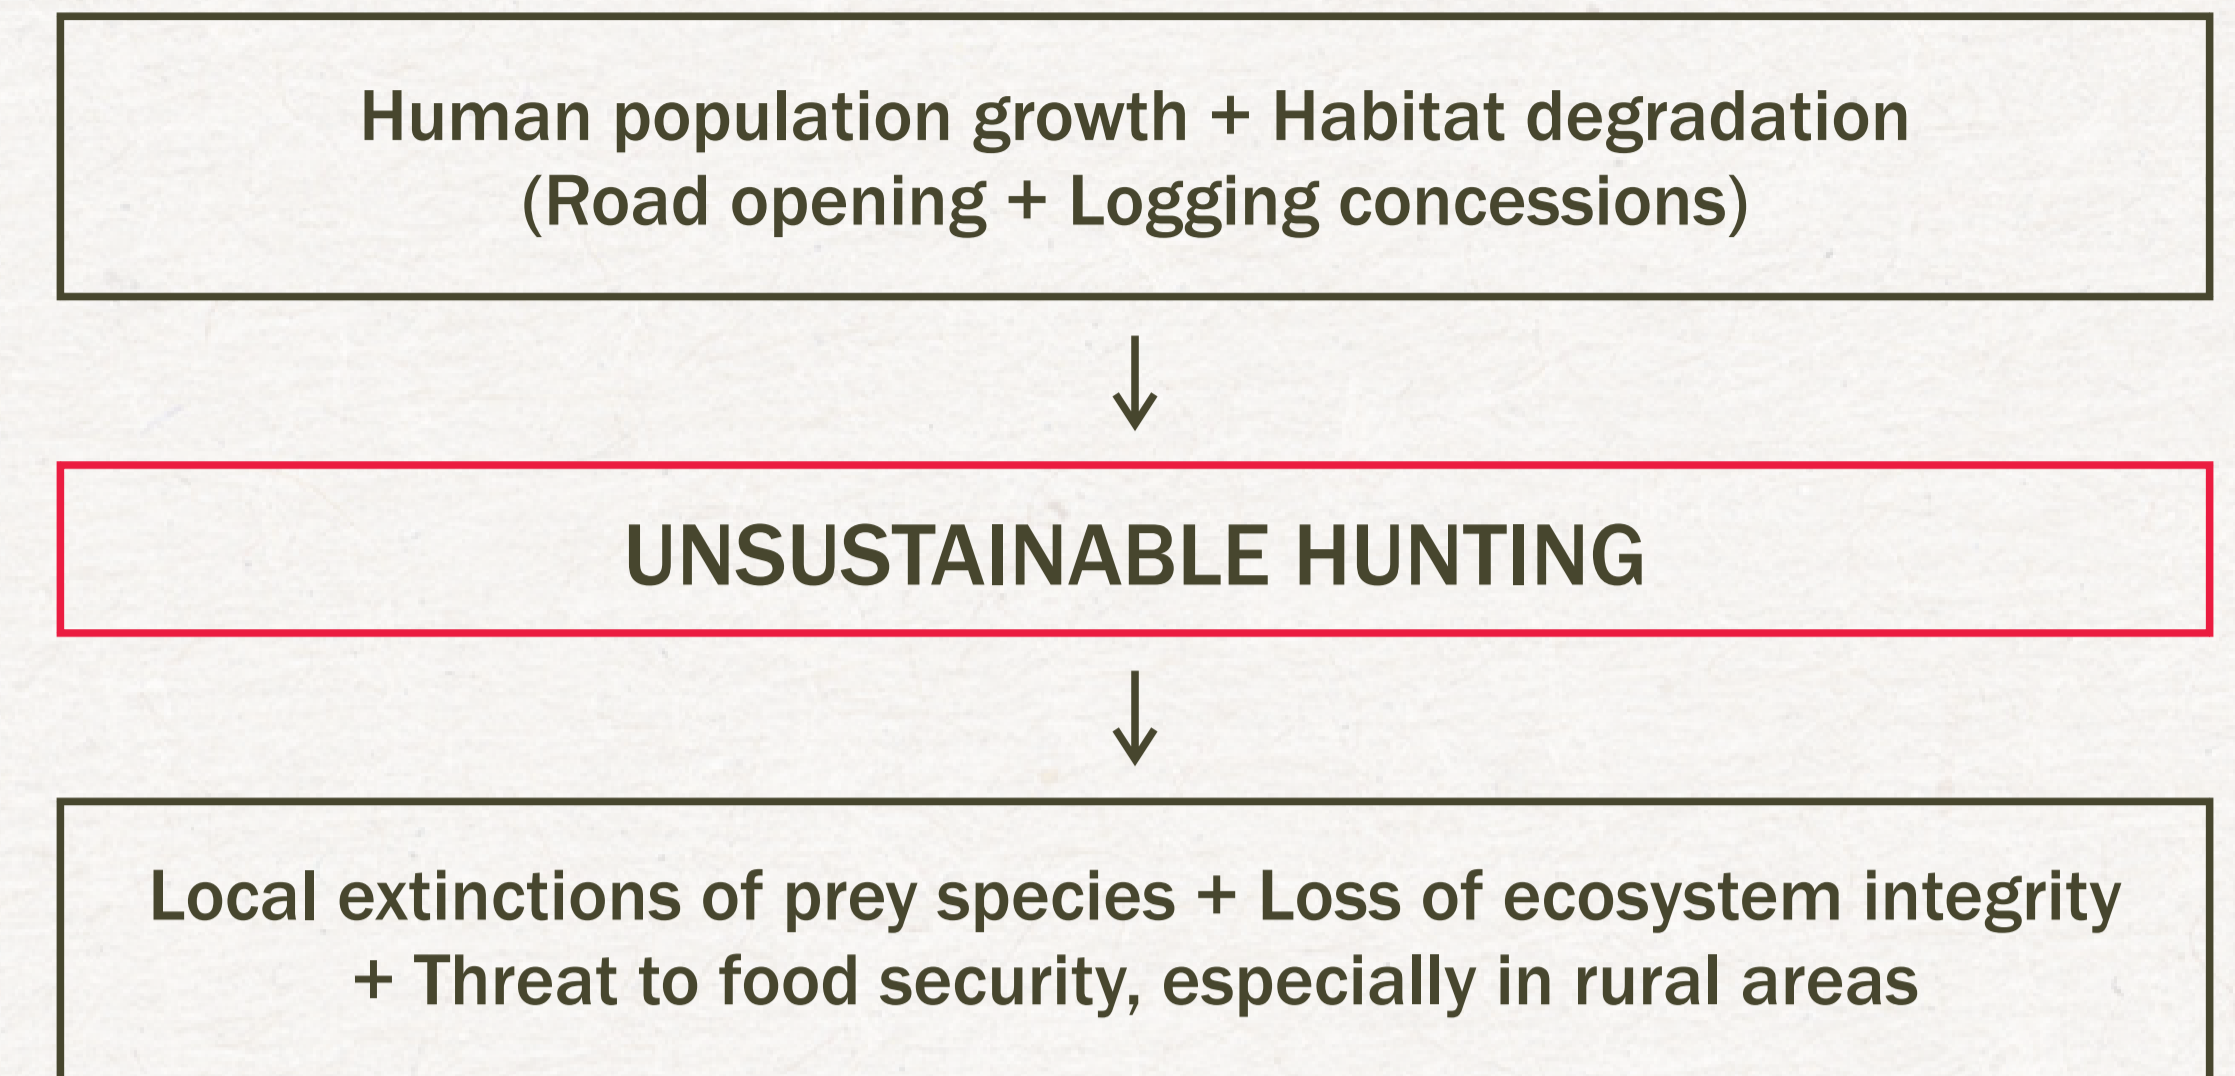 Human population growth + Habitat degradation
(Road opening + Logging concessions)
UNSUSTAINABLE HUNTING
Local extinctions of prey species + Loss of ecosystem integrity
+ Threat to food security, especially in rural areas